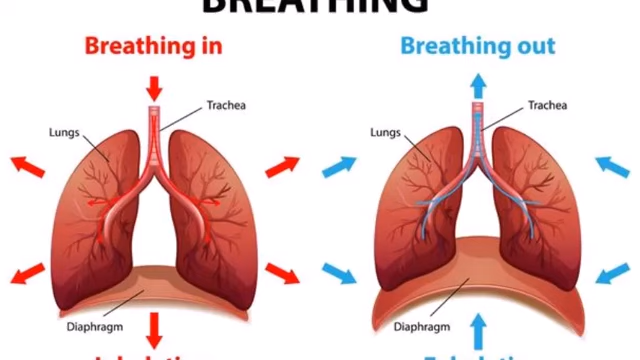 BREATHING
Breathing in
Breathing out
Trachea
Trachea
Lungs
Lungs
Diaphragm
Diaphragm